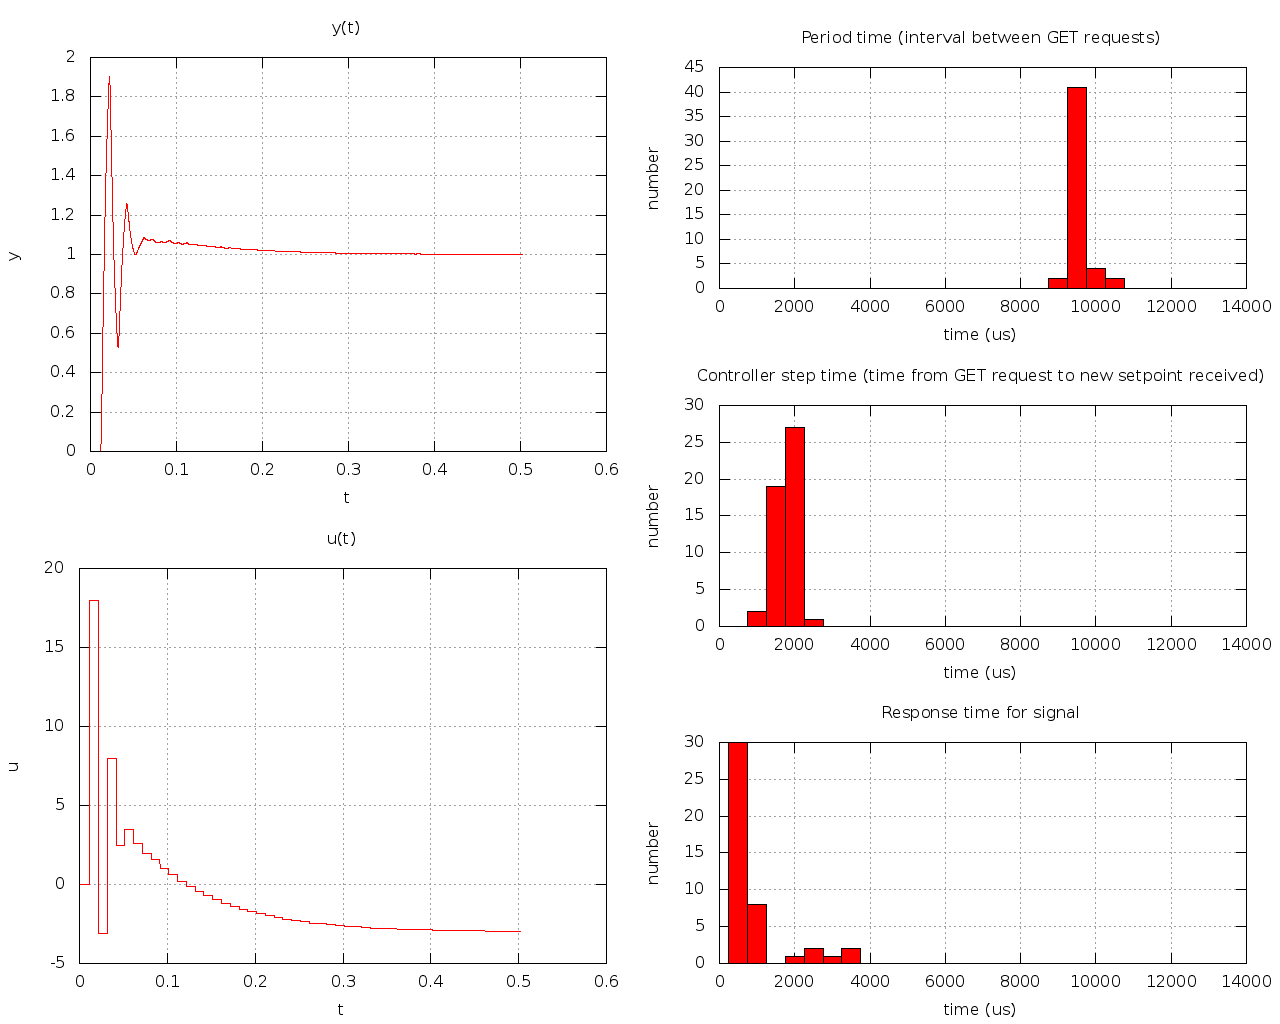 y(t)
2
1.8
1.6
1.4
1.2
1
0.8
0.6
0.4
0.2
0
y
0 0.1 0.2 0.3 0.4 0.5 0.6
t
u(t)
20
15
10
5
0
-5
u
0 0.1 0.2 0.3 0.4 0.5 0.6
t
Period time (interval between GET requests)
45
40
35
30
25
20
15
10
5
0
number
0 2000 4000 6000 8000 10000 12000 14000
time (us)
Controller step time (time from GET request to new setpoint received)
30
25
20
15
10
5
0
number
0 2000 4000 6000 8000 10000 12000 14000
time (us)
Response time for signal
30
25
20
15
10
5
0
number
0 2000 4000 6000 8000 10000 12000 14000
time (us)